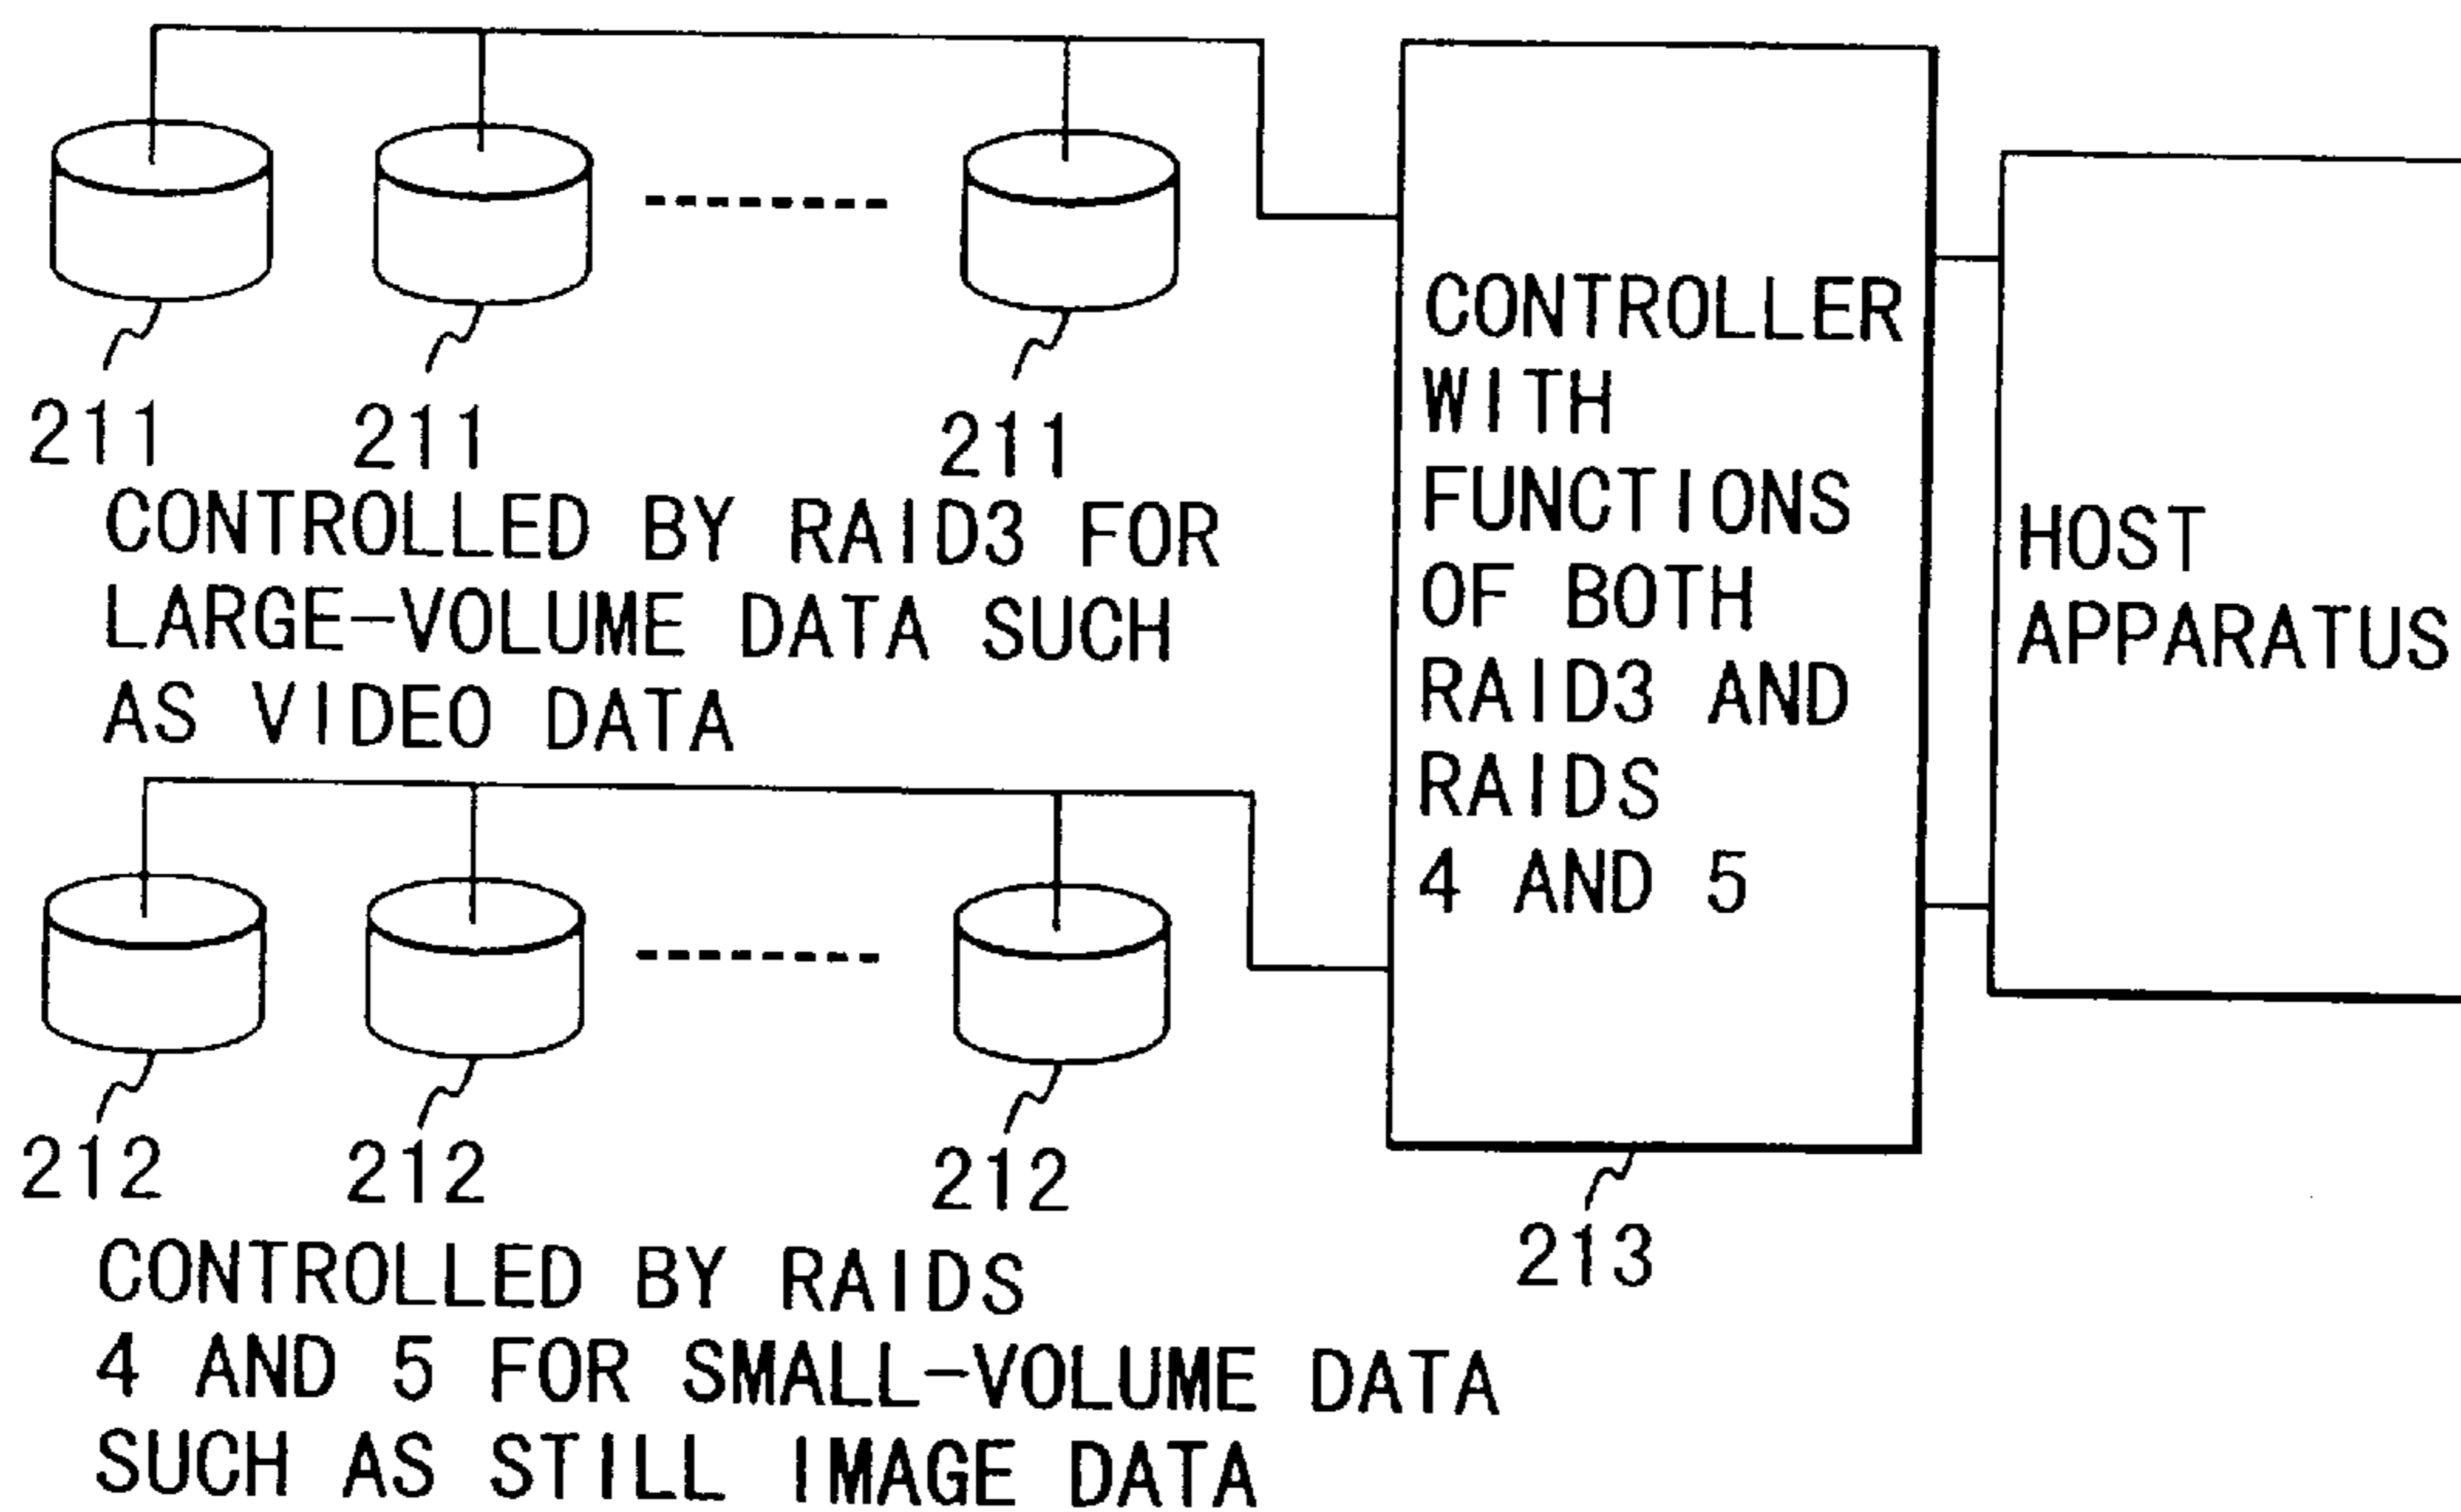 211 211 211
CONTROLLED BY RAID3 FOR
LARGE-VOLUME DATA SUCH
AS VIDEO DATA
212 212 212
CONTROLLED BY RAIDS
4 AND 5 FOR SMALL-VOLUME DATA
SUCH AS STILL IMAGE DATA
CONTROLLER
WITH
FUNCTIONS
OF BOTH
RAID3 AND
RAIDS
4 AND 5
213
HOST
APPARATUS